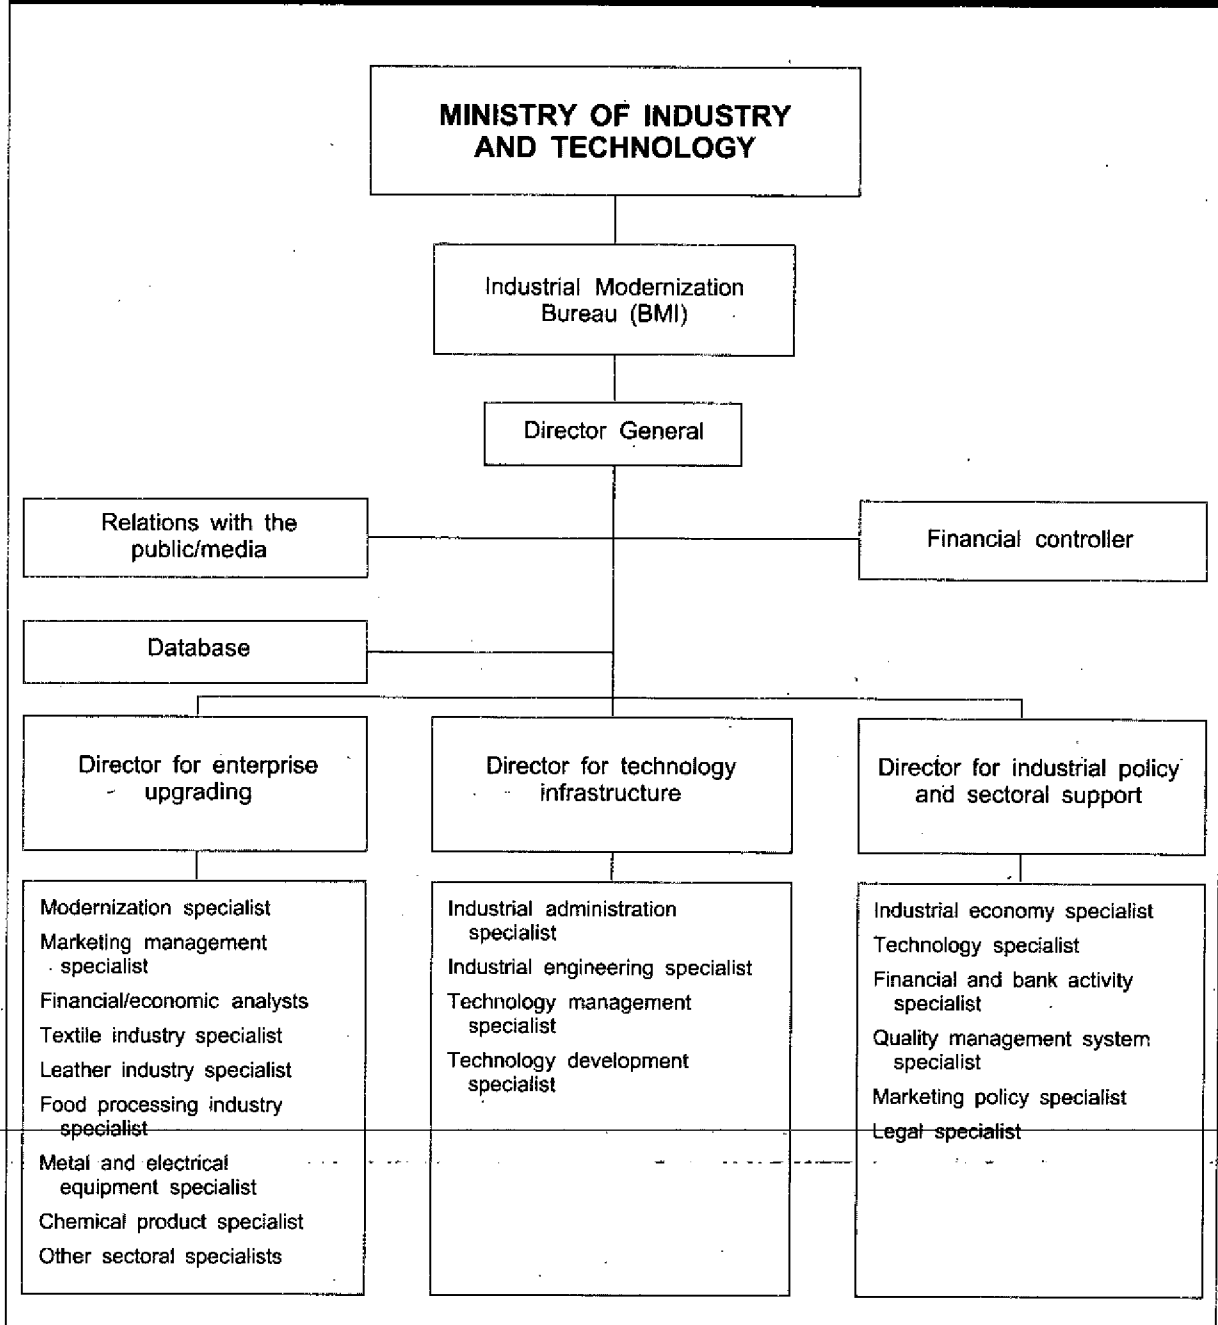 MINISTRY OF INDUSTRY
AND TECHNOLOGY
Industrial Modernization
Bureau (BMI)
Director General
Relations with the
public/media
Financial controller
Database
Director for enterprise
upgrading
Director for technology
infrastructure
Director for industrial policy
and sectoral support
Modernization specialist
Marketing management
specialist
Financial/economic analysts
Textile industry specialist
Leather industry specialist
Food processing industry
specialist
Metal and electrical
equipment specialist
Chemical product specialist
Other sectoral specialists
Industrial administration
specialist
Industrial engineering specialist
Technology management
specialist
Technology development
specialist
Industrial economy specialist
Technology specialist
Financial and bank activity
specialist
Quality management system
specialist
Marketing policy specialist
Legal specialist